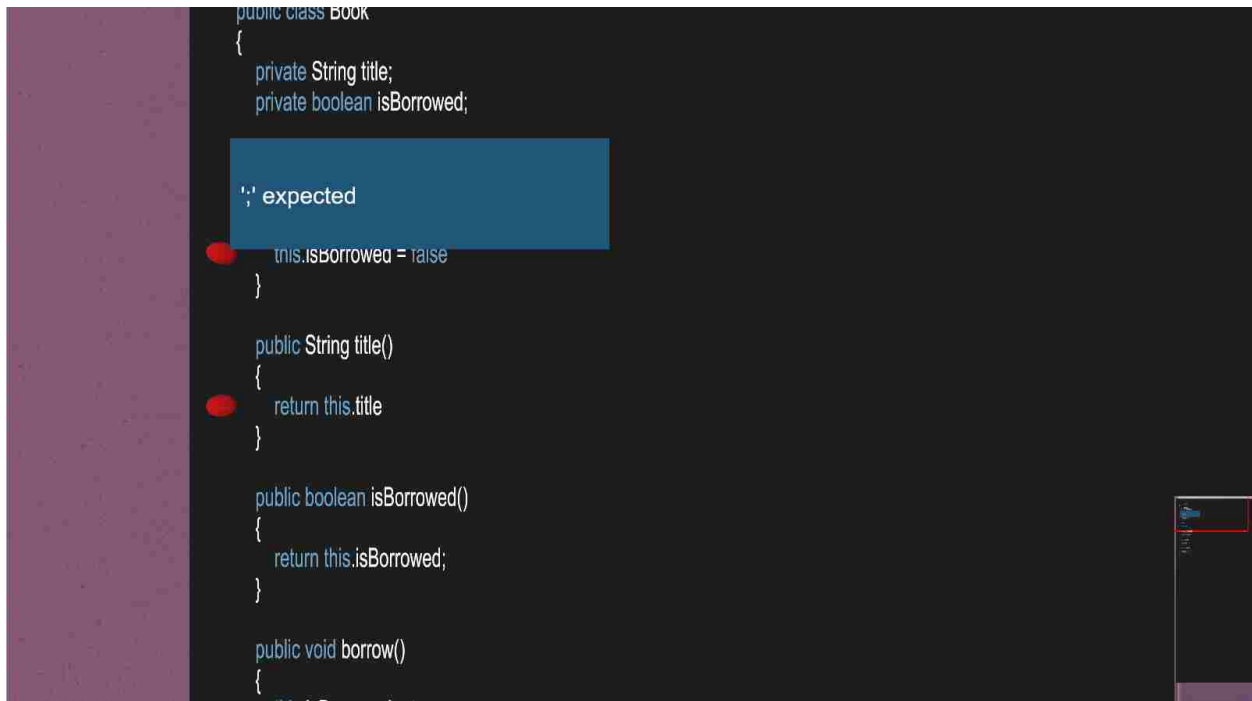 public class Book
{
private String title;
private boolean isBorrowed;
';' expected
this.isBorrowed = false
}
public String title()
{
return this.title
}
public boolean isBorrowed()
{
return this.isBorrowed;
}
public void borrow()
{